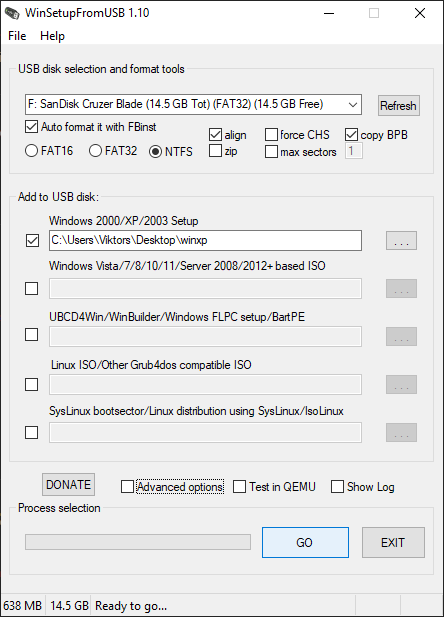 WinSetupFromUSB 1.10
File Help
USB disk selection and format tools
F: SanDisk Cruzer Blade (14.5 GB Tot) (FAT32) (14.5 GB Free)
Refresh
Auto format it with FBinst
align
force CHS
copy BPB
FAT16
FAT32
NTFS
zip
max sectors
1
Add to USB disk:
Windows 2000/XP/2003 Setup
C:\Users\Viktors\Desktop\winxp
. . .
Windows Vista/7/8/10/11/Server 2008/2012+ based ISO
. . .
UBCD4Win/WinBuilder/Windows FLPC setup/BartPE
. . .
Linux ISO/Other Grub4dos compatible ISO
. . .
SysLinux bootsector/Linux distribution using SysLinux/IsoLinux
. . .
DONATE
Advanced options
Test in QEMU
Show Log
Process selection
GO
EXIT
638 MB
14.5 GB
Ready to go...